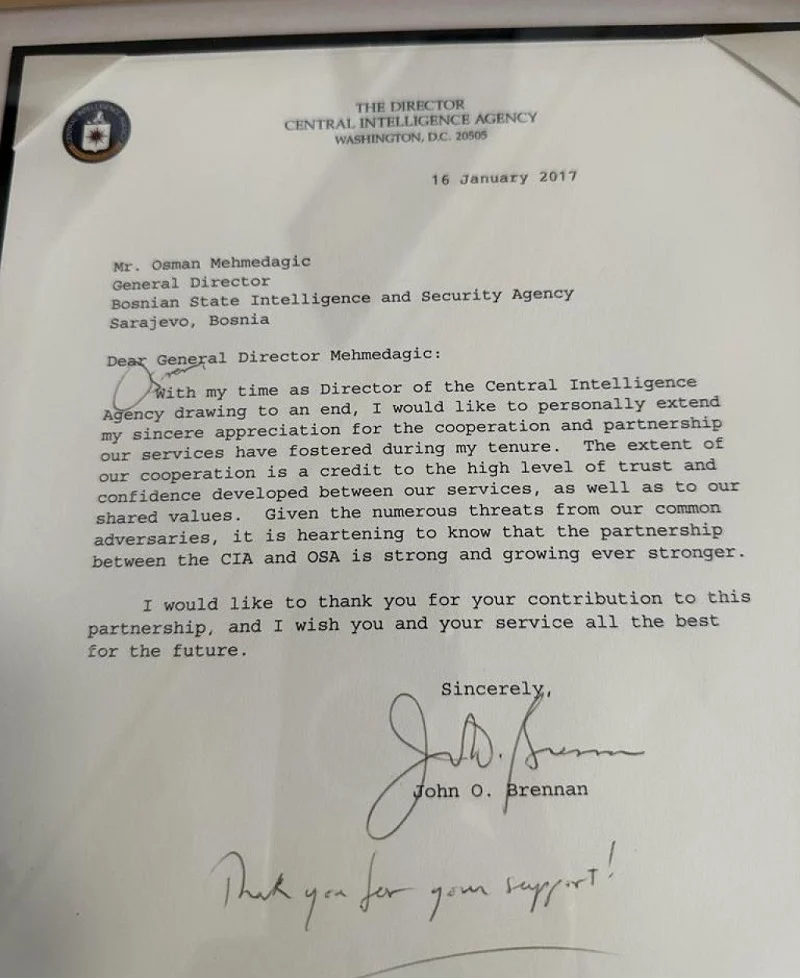 THE DIRECTOR
CENTRAL INTELLIGENCE AGENCY
WASHINGTON, D.C. 20505
16 January 2017
Mr. Osman Mehmedagic
General Director
Bosnian State Intelligence and Security Agency
Sarajevo, Bosnia
Dear General Director Mehmedagic:
With my time as Director of the Central Intelligence
Agency drawing to an end, I would like to personally extend
my sincere appreciation for the cooperation and partnership
our services have fostered during my tenure. The extent of
our cooperation is a credit to the high level of trust and
confidence developed between our services, as well as to our
shared values. Given the numerous threats from our common
adversaries, it is heartening to know that the partnership
between the CIA and OSA is strong and growing ever stronger.
I would like to thank you for your contribution to this
partnership, and I wish you and your service all the best
for the future.
Sincerely,
John O. Brennan
Thank you for your support!